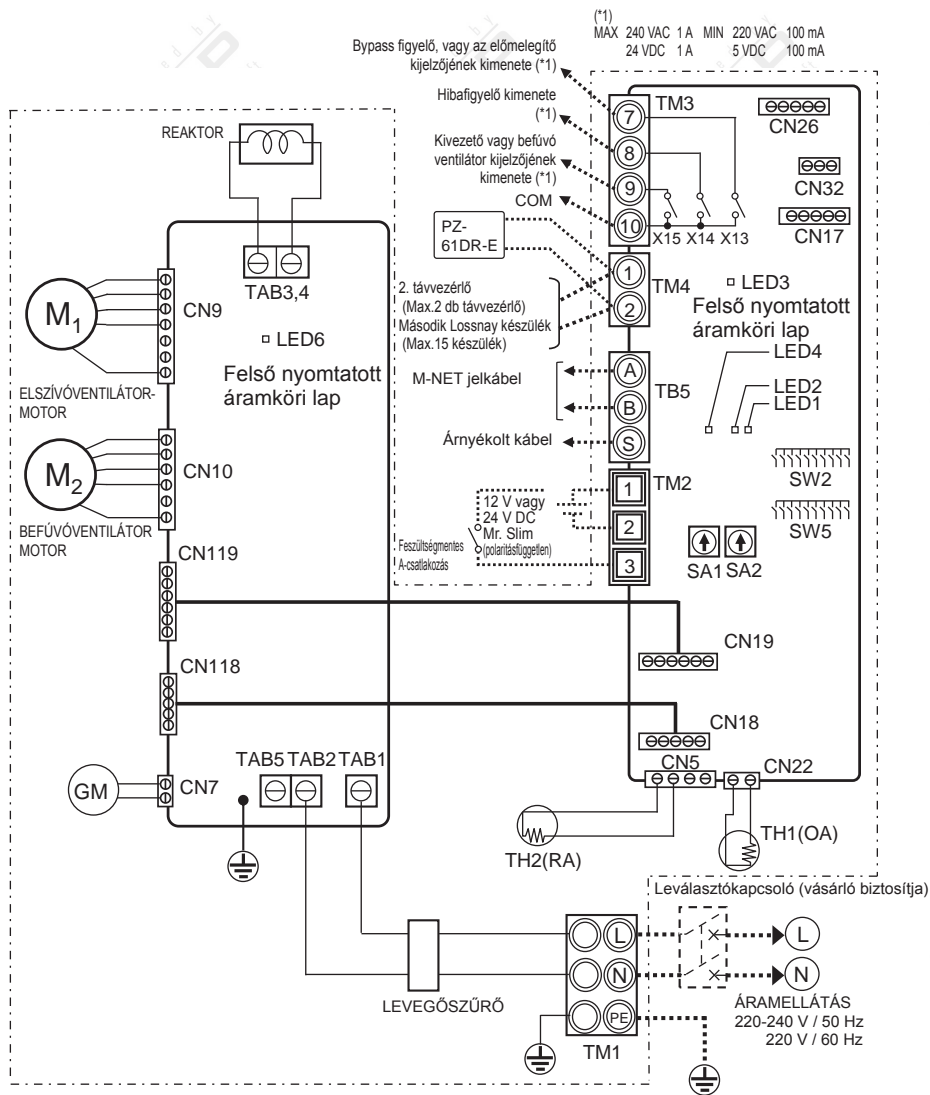 (*1)
MAX 240 VAC 1 A MIN 220 VAC 100 mA
24 VDC 1 A 5 VDC 100 mA
Bypass figyelő, vagy az előmelegítő
kijelzőjének kimenete (*1)
Hibafigyelő kimenete
(*1)
Kivezető vagy befúvó
ventilátor kijelzőjének
kimenete (*1)
COM
TM3
7
8
9
10
X15 X14 X13
CN26
CN32
CN17
REAKTOR
PZ-
61DR-E
1
2
TM4
TAB3,4
2. távvezérlő
(Max.2 db távvezérlő)
Második Lossnay készülék
(Max.15 készülék)
LED3
Felső nyomtatott
áramköri lap
M1
CN9
LED6
Felső nyomtatott
áramköri lap
ELSZÍVÓVENTILÁTOR-
MOTOR
M-NET jelkábel
A
B
S
TB5
Árnyékolt kábel
LED4
LED2
LED1
M2
CN10
BEFÚVÓVENTILÁTOR
MOTOR
TM2
1
2
3
12 V vagy
24 V DC
Mr. Slim
(polaritásfüggetlen)
Feszültségmentes
A-csatlakozás
SW2
SW5
SA1 SA2
CN119
CN19
CN118
CN18
CN5
CN22
TAB5 TAB2 TAB1
GM
CN7
TH2(RA)
TH1(OA)
Leválasztókapcsoló (vásárló biztosítja)
L
L
N
N
PE
LEVEGŐSZŰRŐ
TM1
ÁRAMELLÁTÁS
220-240 V / 50 Hz
220 V / 60 Hz